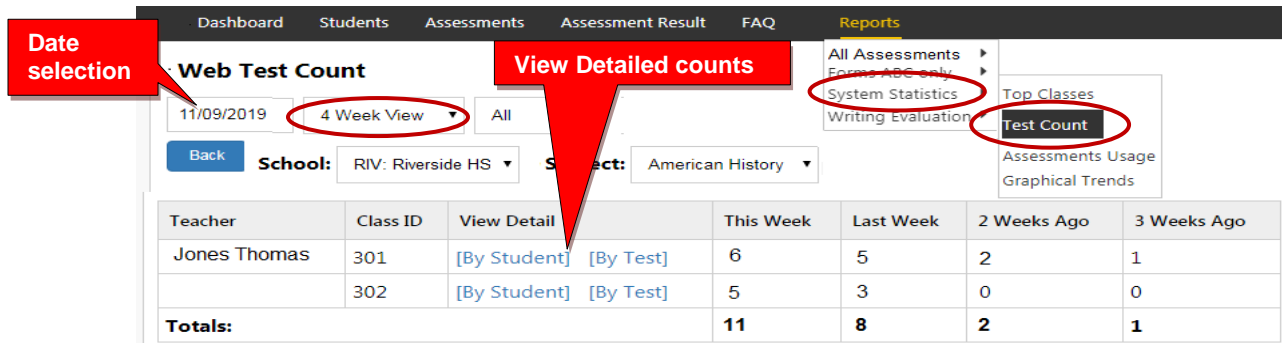 Dashboard Students Assessments Assessment Result FAQ Reports
Date selection
View Detailed counts
All Assessments
Forms ABC only
System Statistics
Writing Evaluation
Top Classes
Test Count
Assessments Usage
Graphical Trends
Web Test Count
11/09/2019 4 Week View All
Back School: RIV: Riverside HS American History
Teacher Class ID View Detail This Week Last Week 2 Weeks Ago 3 Weeks Ago
Jones Thomas 301 [By Student] [By Test] 6 5 2 1
302 [By Student] [By Test] 5 3 0 0
Totals: 11 8 2 1